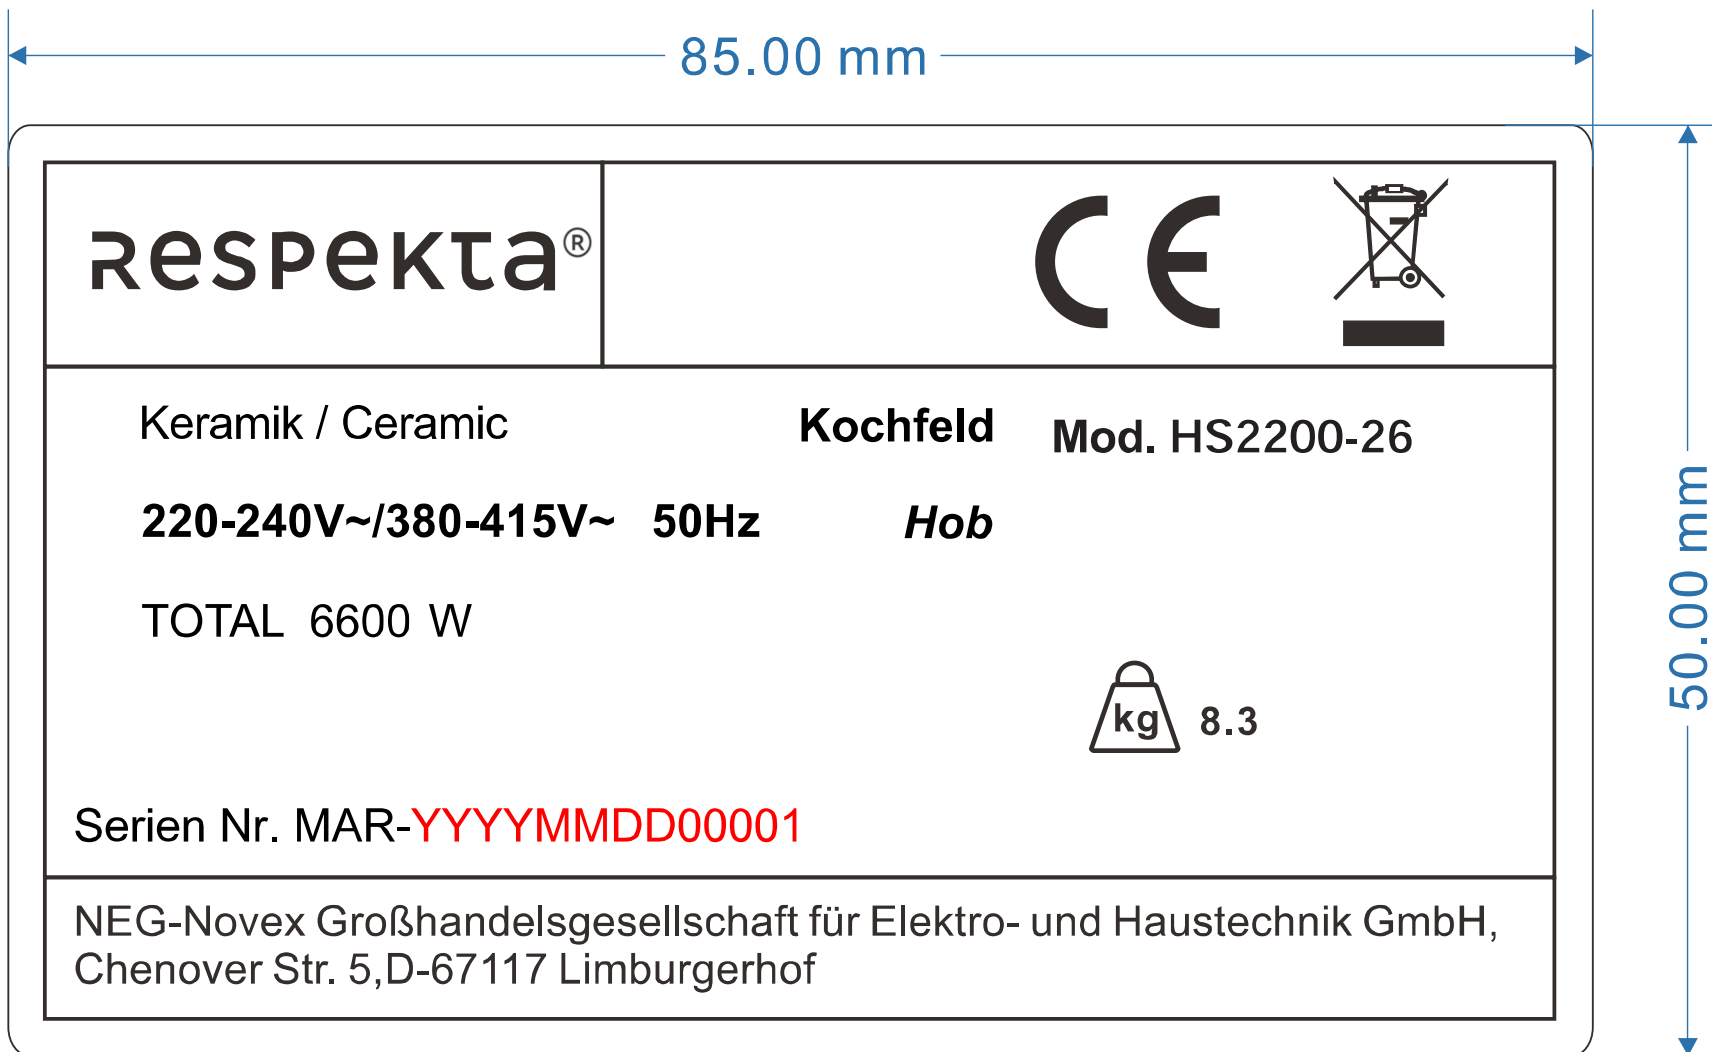 85.00 mm
Respekta®
CE
Keramik / Ceramic
Kochfeld
Mod. HS2200-26
220-240V~/380-415V~ 50Hz
Hob
TOTAL 6600 W
kg 8.3
Serien Nr. MAR-YYYYMMDD00001
NEG-Novex Großhandelsgesellschaft für Elektro- und Haustechnik GmbH,
Chenover Str. 5,D-67117 Limburgerhof
50.00 mm